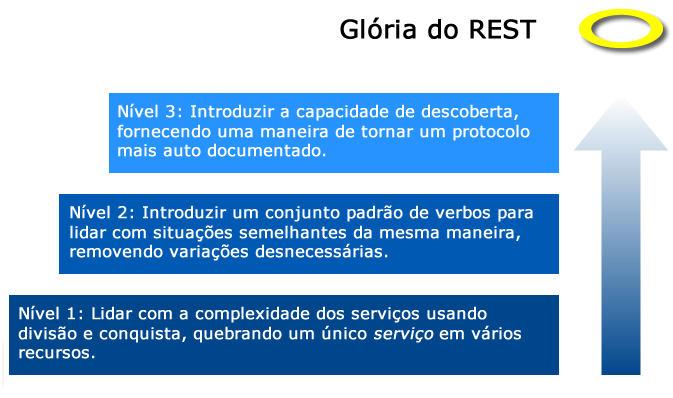 Glória do REST
Nível 3: Introduzir a capacidade de descoberta,
fornecendo uma maneira de tornar um protocolo
mais auto documentado.
Nível 2: Introduzir um conjunto padrão de verbos para
lidar com situações semelhantes da mesma maneira,
removendo variações desnecessárias.
Nível 1: Lidar com a complexidade dos serviços usando
divisão e conquista, quebrando um único serviço em vários
recursos.